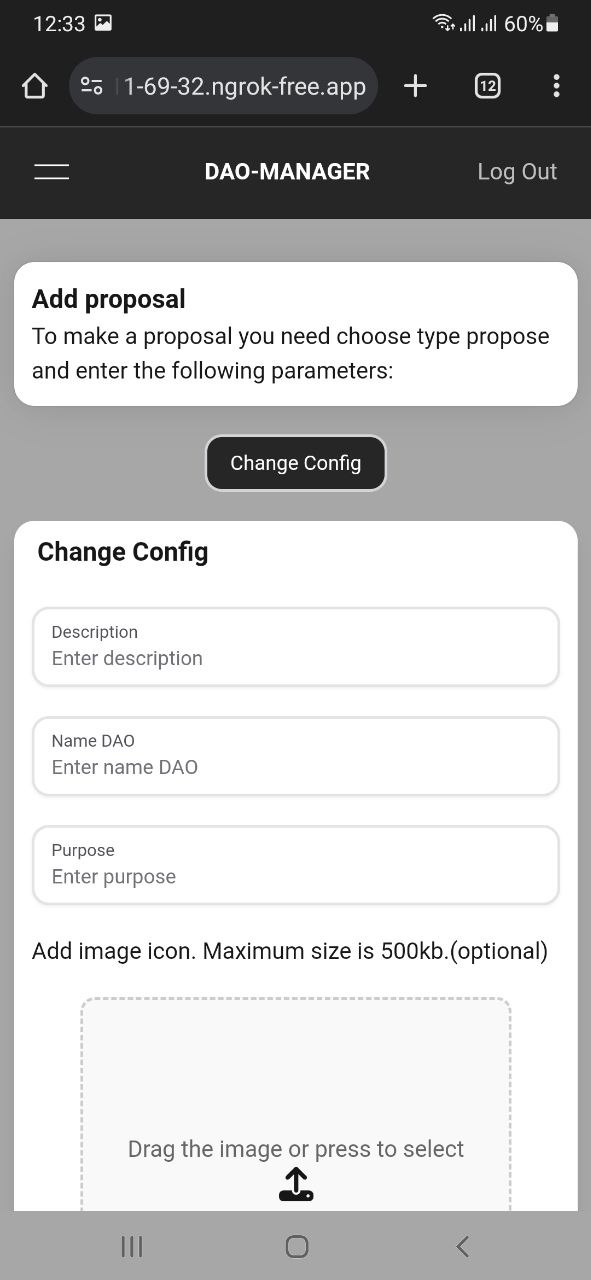 12:33 60%
1-69-32.ngrok-free.app 12
DAO-MANAGER Log Out
Add proposal
To make a proposal you need choose type propose
and enter the following parameters:
Change Config
Change Config
Description
Enter description
Name DAO
Enter name DAO
Purpose
Enter purpose
Add image icon. Maximum size is 500kb.(optional)
Drag the image or press to select